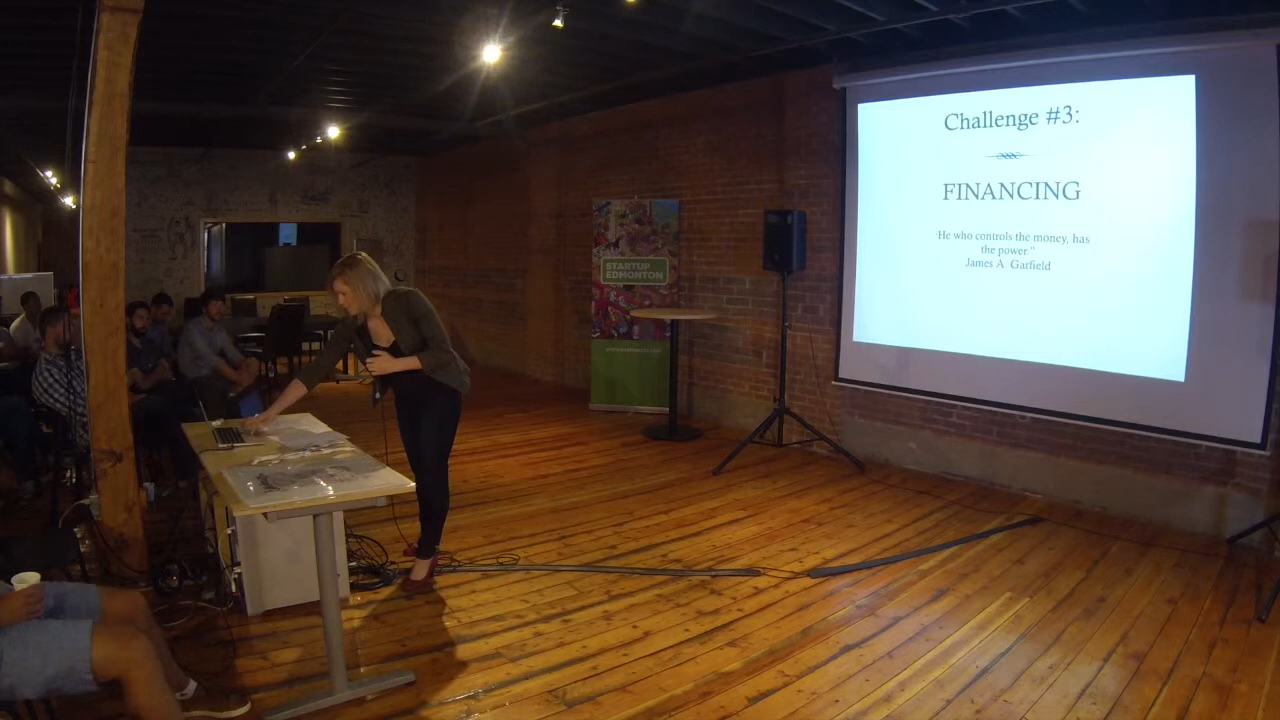 Challenge #3:
FINANCING
"He who controls the money, has
the power."
James A Garfield
STARTUP
EDMONTON